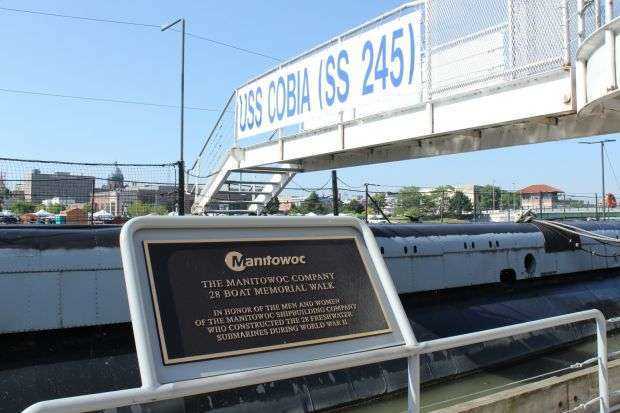 USS COBIA (SS 245)
Manitowoc
THE MANITOWOC COMPANY
28 BOAT MEMORIAL WALK
IN HONOR OF THE MEN AND WOMEN
OF THE MANITOWOC SHIPBUILDING COMPANY
WHO CONSTRUCTED THE 28 FRESHWATER
SUBMARINES DURING WORLD WAR II